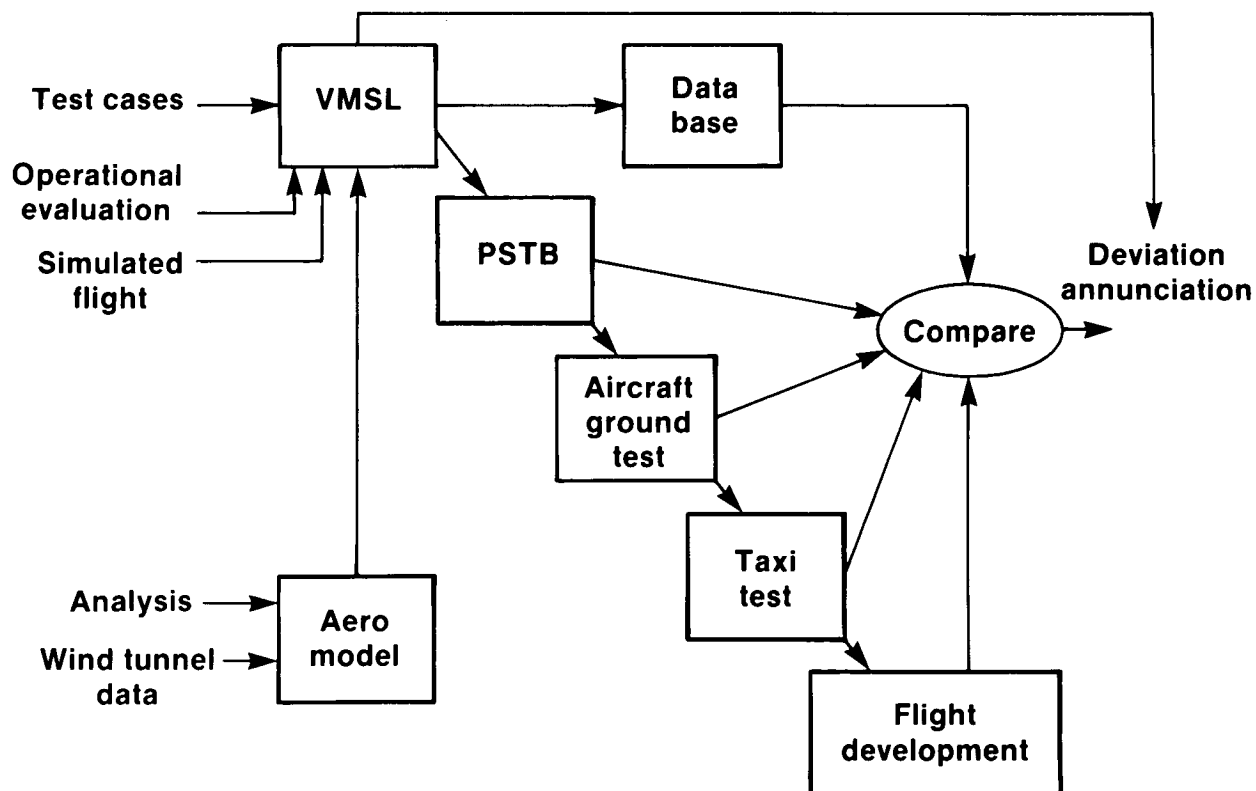 Test cases
VMSL
Data
base
Operational
evaluation
Simulated
flight
PSTB
Deviation
annunciation
Compare
Aircraft
ground
test
Taxi
test
Analysis
Wind tunnel
data
Aero
model
Flight
development